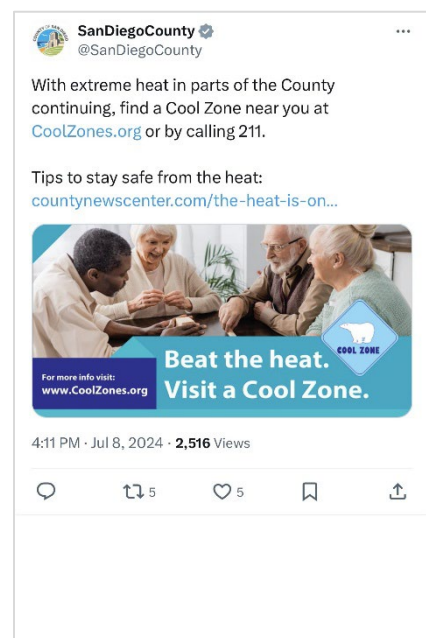 SanDiegoCounty
@SanDiegoCounty
With extreme heat in parts of the County
continuing, find a Cool Zone near you at
CoolZones.org or by calling 211.
Tips to stay safe from the heat:
countynewscenter.com/the-heat-is-on...
COOL ZONE
Beat the heat.
For more info visit:
www.CoolZones.org
Visit a Cool Zone.
4:11 PM · Jul 8, 2024 · 2,516 Views
5 5